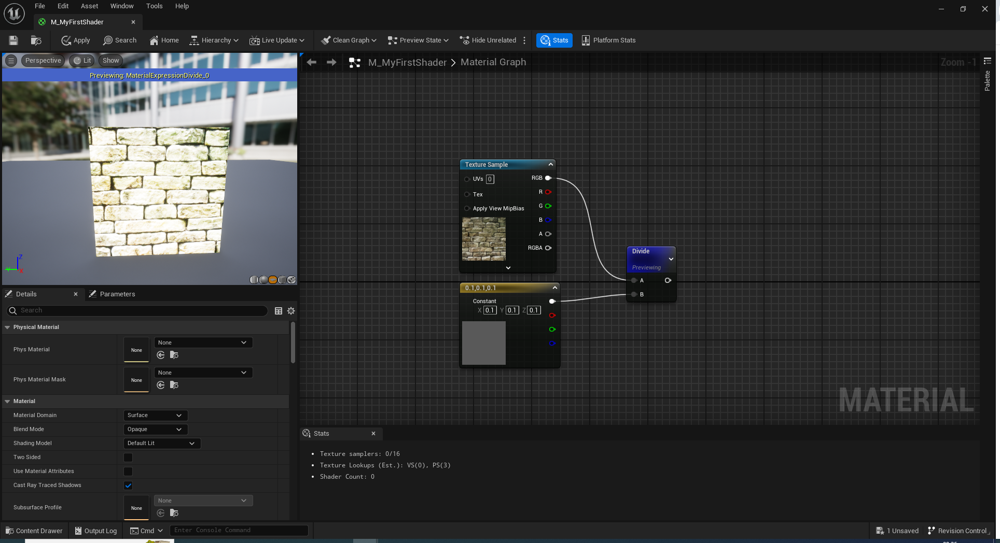 File Edit Asset Window Tools Help
M_MyFirstShader
Apply Search Home Hierarchy Live Update Clean Graph Preview State Hide Unrelated Stats Platform Stats
Perspective Lit Show
Previewing: MaterialExpressionDivide_0
Z
Y X
Details Parameters
Search
Physical Material
Phys Material None None
Phys Material Mask None None
Material
Material Domain Surface
Blend Mode Opaque
Shading Model Default Lit
Two Sided
Use Material Attributes
Cast Ray Traced Shadows
Subsurface Profile None None
M_MyFirstShader > Material Graph Zoom -1
Palette
Texture Sample
UVs 0 RGB
R
Tex
G
Apply View MipBias
B
A
RGBA
0.1,0.1,0.1
Constant
X 0.1 Y 0.1 Z 0.1
Divide
Previewing
A
B
MATERIAL
Stats
• Texture samplers: 0/16
• Texture Lookups (Est.): VS(0), PS(3)
• Shader Count: 0
Content Drawer Output Log Cmd Enter Console Command 1 Unsaved Revision Control